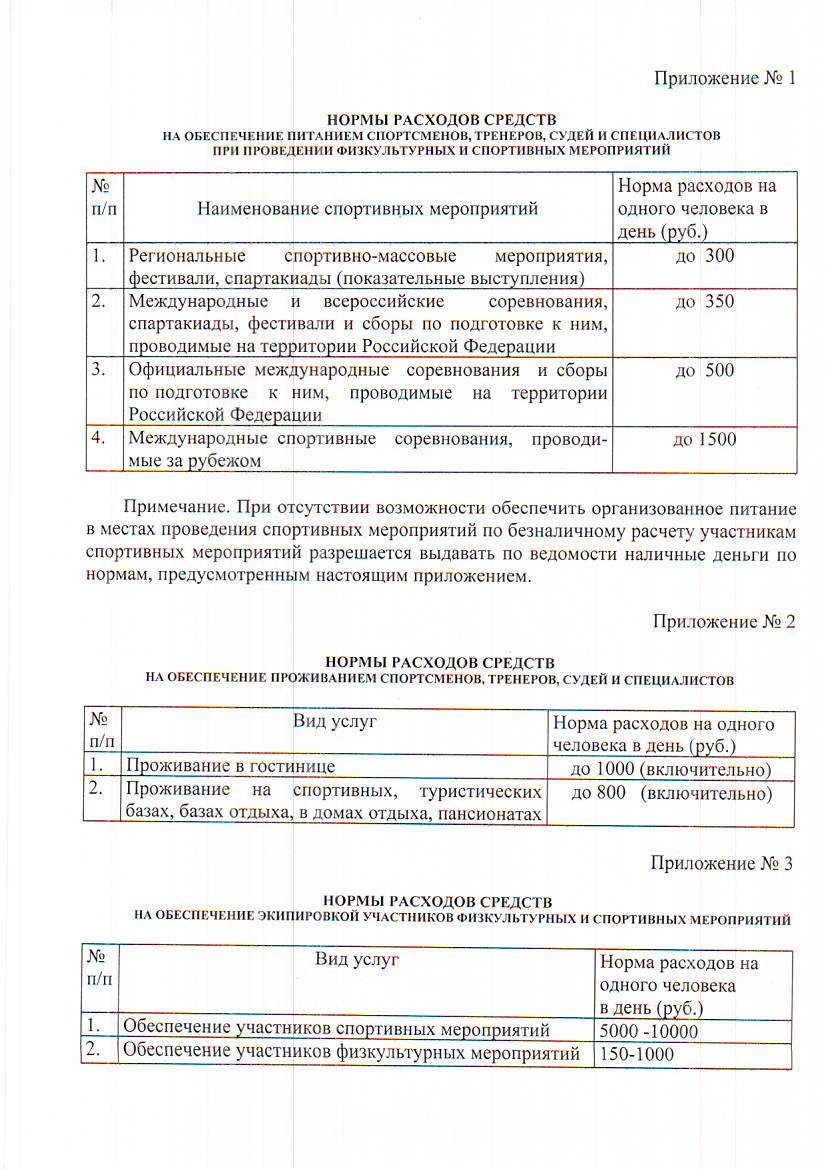 Приложение № 1
НОРМЫ РАСХОДОВ СРЕДСТВ
НА ОБЕСПЕЧЕНИЕ ПИТАНИЕМ СПОРТСМЕНОВ, ТРЕНЕРОВ, СУДЕЙ И СПЕЦИАЛИСТОВ
ПРИ ПРОВЕДЕНИИ ФИЗКУЛЬТУРНЫХ И СПОРТИВНЫХ МЕРОПРИЯТИЙ
№
п/п
Наименование спортивных мероприятий
Норма расходов на
одного человека в
день (руб.)
1. Региональные спортивно-массовые мероприятия, до 300
фестивали, спартакиады (показательные выступления)
2. Международные и всероссийские соревнования, до 350
спартакиады, фестивали и сборы по подготовке к ним,
проводимые на территории Российской Федерации
3. Официальные международные соревнования и сборы до 500
по подготовке к ним, проводимые на территории
Российской Федерации
4. Международные спортивные соревнования, проводи- до 1500
мые за рубежом
Примечание. При отсутствии возможности обеспечить организованное питание
в местах проведения спортивных мероприятий по безналичному расчету участникам
спортивных мероприятий разрешается выдавать по ведомости наличные деньги по
нормам, предусмотренным настоящим приложением.
Приложение № 2
НОРМЫ РАСХОДОВ СРЕДСТВ
НА ОБЕСПЕЧЕНИЕ ПРОЖИВАНИЕМ СПОРТСМЕНОВ, ТРЕНЕРОВ, СУДЕЙ И СПЕЦИАЛИСТОВ
№
п/п
Вид услуг
Норма расходов на одного
человека в день (руб.)
1. Проживание в гостинице до 1000 (включительно)
2. Проживание на спортивных, туристических до 800 (включительно)
базах, базах отдыха, в домах отдыха, пансионатах
Приложение № 3
НОРМЫ РАСХОДОВ СРЕДСТВ
НА ОБЕСПЕЧЕНИЕ ЭКИПИРОВКОЙ УЧАСТНИКОВ ФИЗКУЛЬТУРНЫХ И СПОРТИВНЫХ МЕРОПРИЯТИЙ
№
п/п
Вид услуг
Норма расходов на
одного человека
в день (руб.)
1. Обеспечение участников спортивных мероприятий 5000 -10000
2. Обеспечение участников физкультурных мероприятий 150-1000